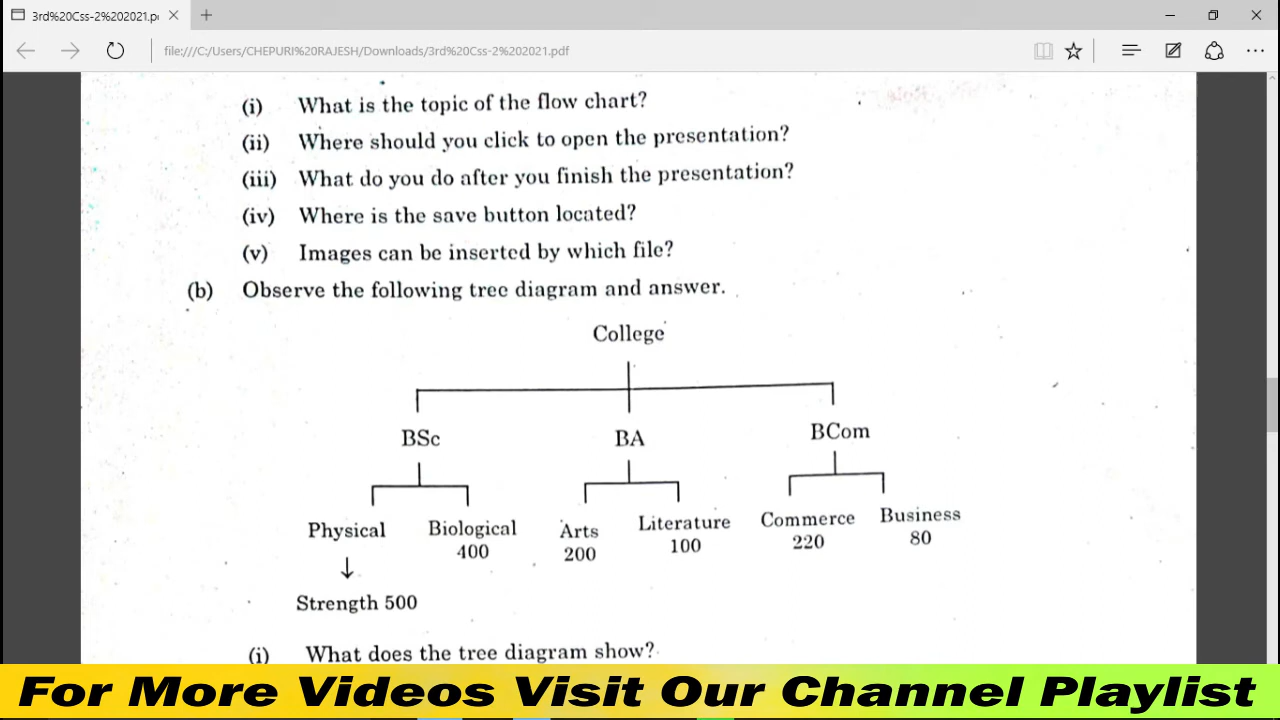 3rd%20Css-2%202021.p
file:///C:/Users/CHEPURI%20RAJESH/Downloads/3rd%20Css-2%202021.pdf
(i) What is the topic of the flow chart?
(ii) Where should you click to open the presentation?
(iii) What do you do after you finish the presentation?
(iv) Where is the save button located?
(v) Images can be inserted by which file?
(b) Observe the following tree diagram and answer.
College
BSc BA BCom
Physical Biological Arts Literature Commerce Business
400 200 100 220 80
Strength 500
(i) What does the tree diagram show?
For More Videos Visit Our Channel Playlist